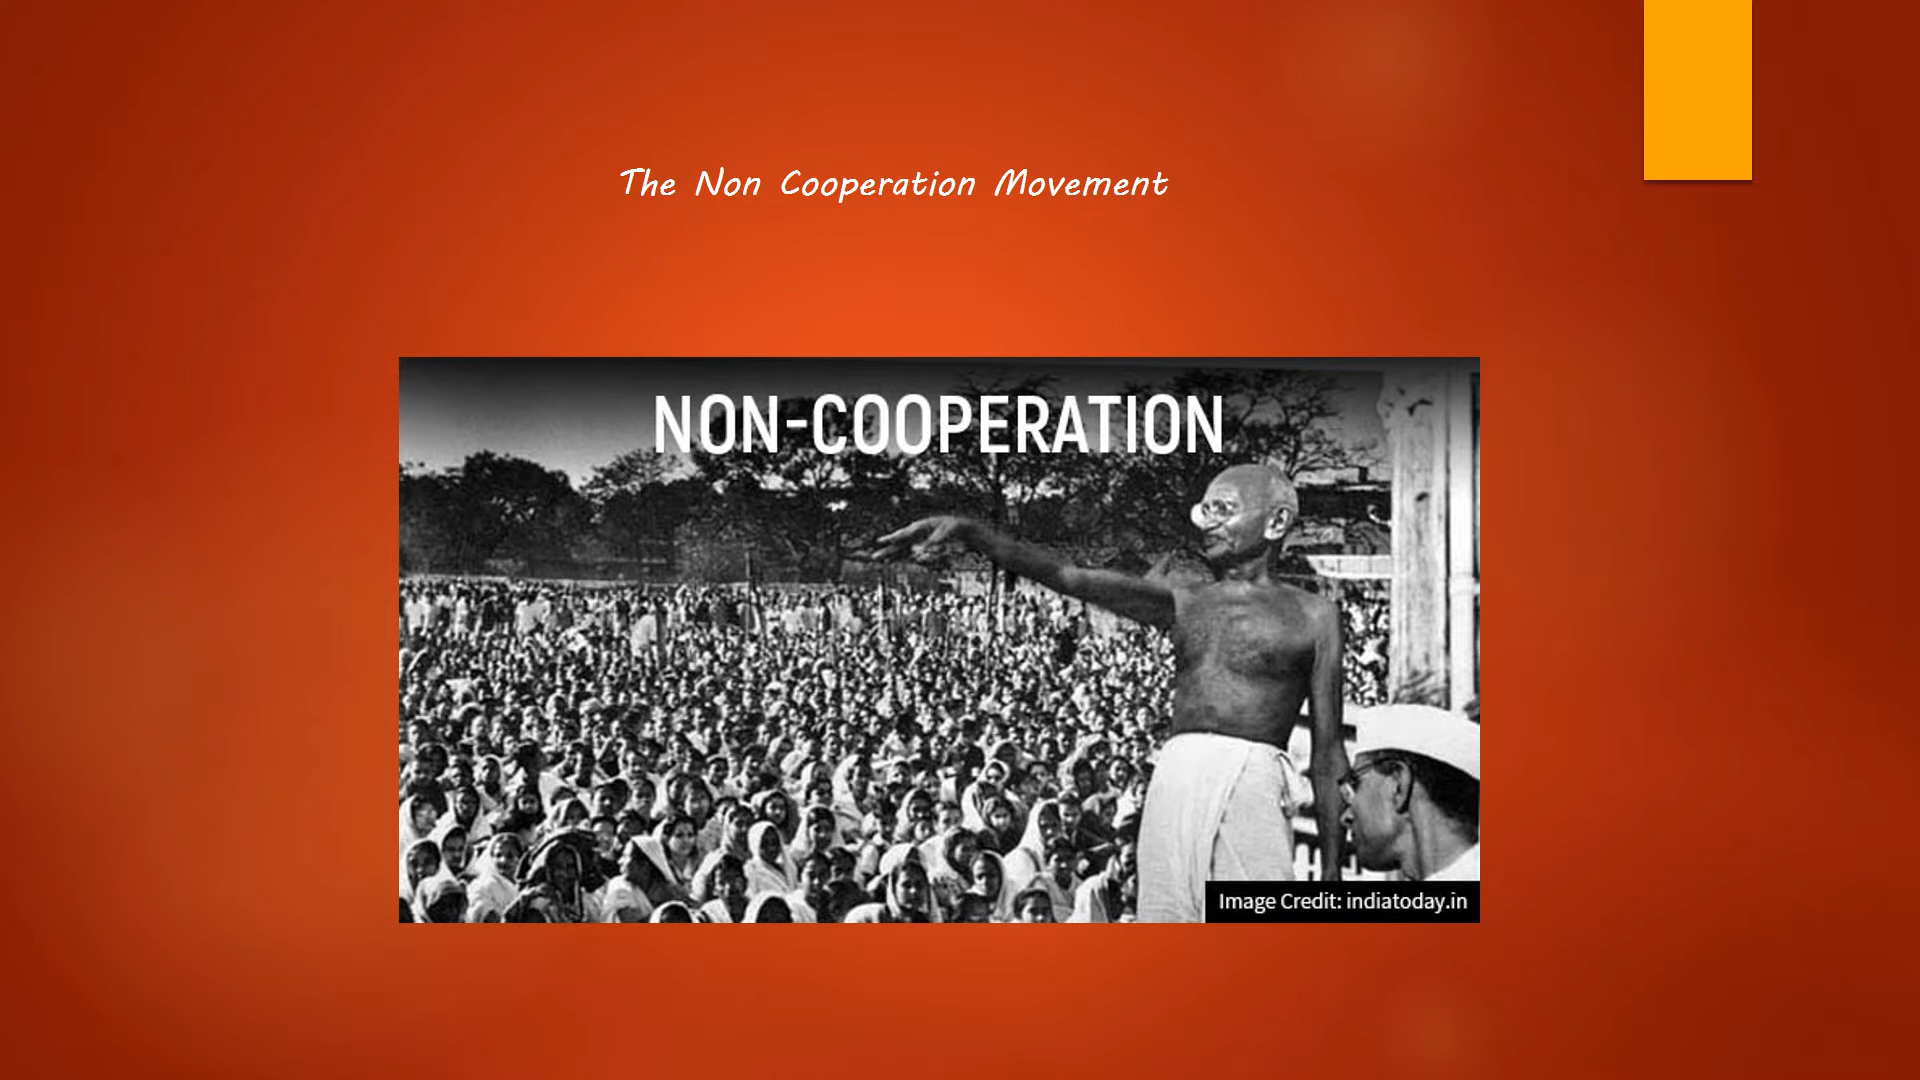 The Non Cooperation Movement
NON-COOPERATION
Image Credit: indiatoday.in